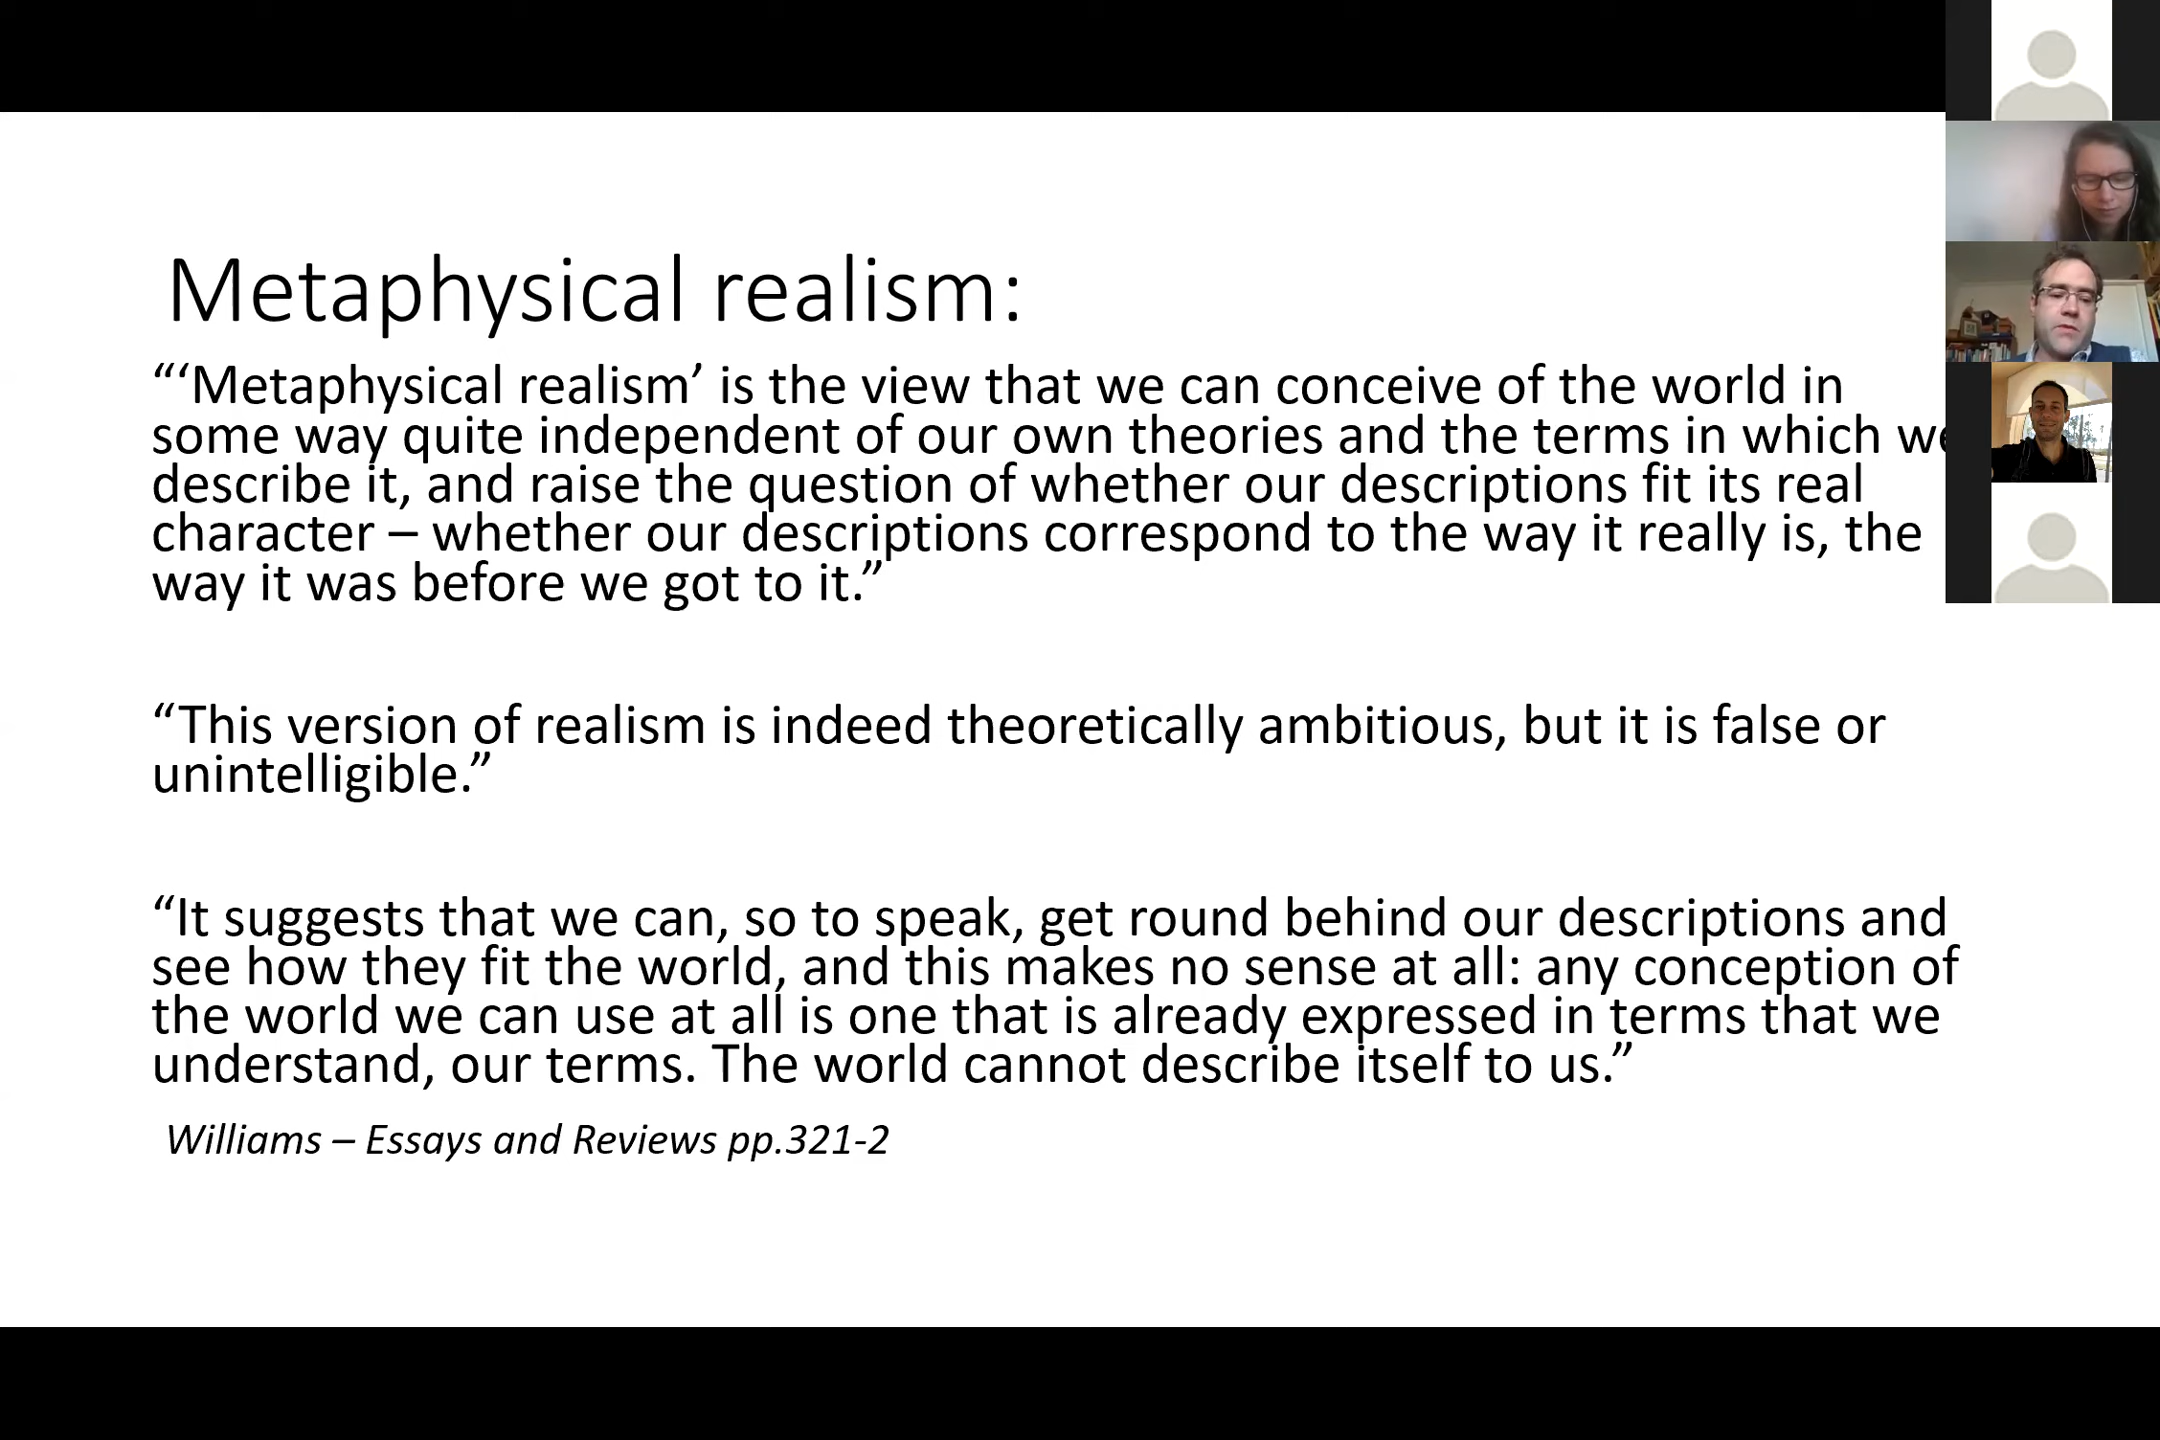 Metaphysical realism:
“‘Metaphysical realism’ is the view that we can conceive of the world in
some way quite independent of our own theories and the terms in which we
describe it, and raise the question of whether our descriptions fit its real
character – whether our descriptions correspond to the way it really is, the
way it was before we got to it.”
“This version of realism is indeed theoretically ambitious, but it is false or
unintelligible.”
“It suggests that we can, so to speak, get round behind our descriptions and
see how they fit the world, and this makes no sense at all: any conception of
the world we can use at all is one that is already expressed in terms that we
understand, our terms. The world cannot describe itself to us.”
Williams – Essays and Reviews pp.321-2